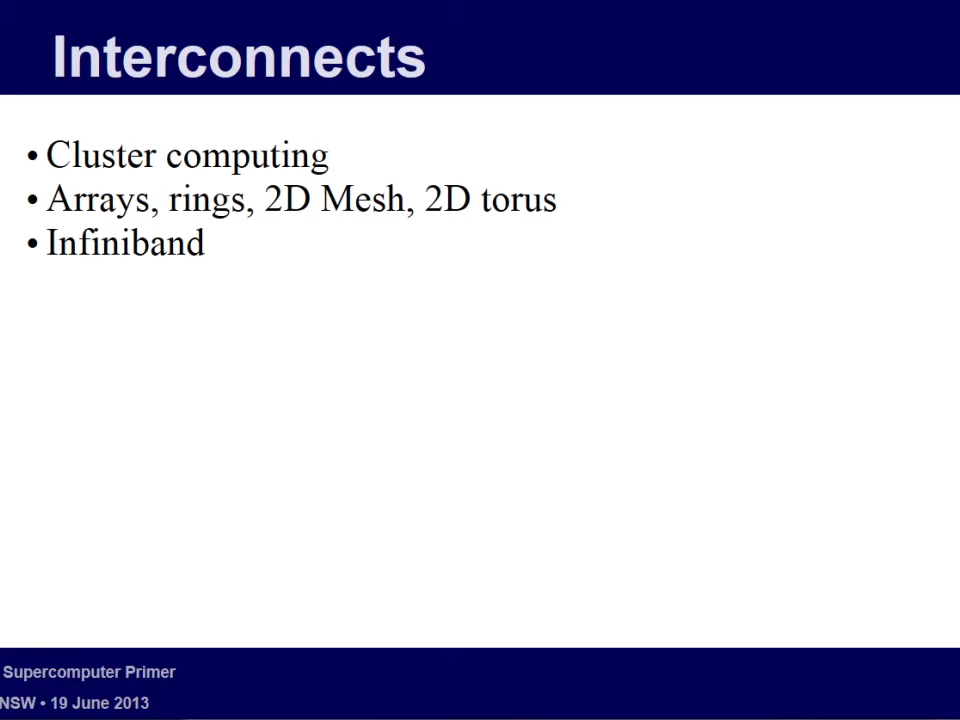 Interconnects
• Cluster computing
• Arrays, rings, 2D Mesh, 2D torus
• Infiniband
Supercomputer Primer
NSW • 19 June 2013